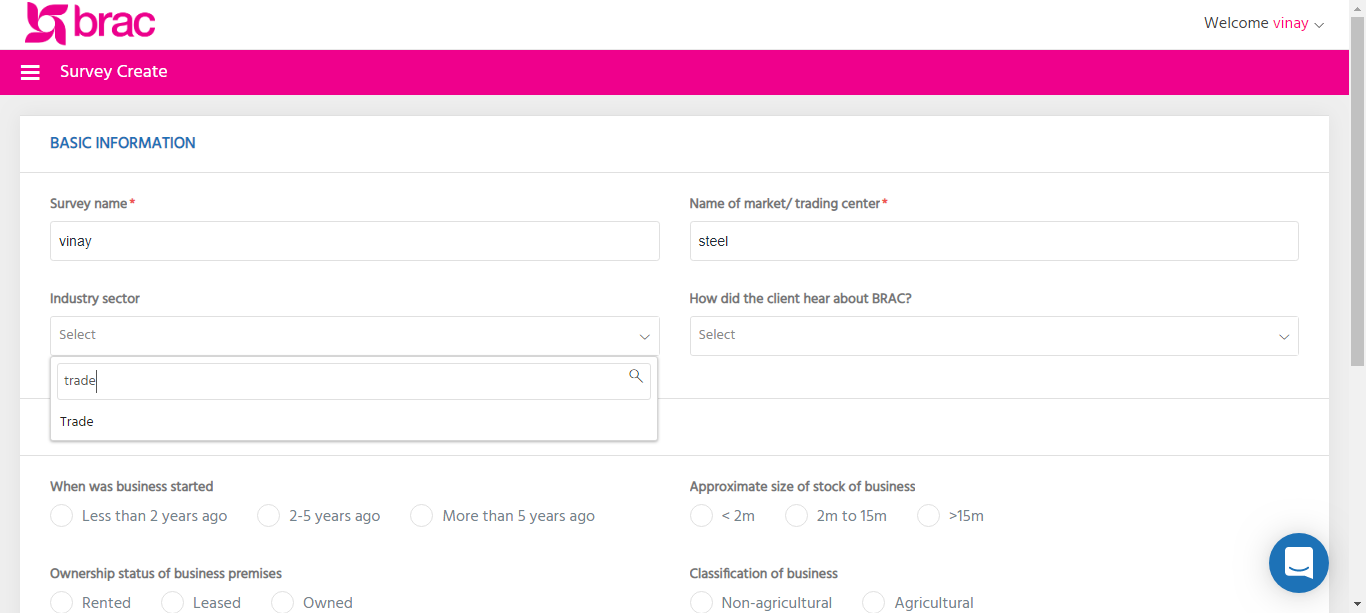 brac
Welcome vinay
Survey Create
BASIC INFORMATION
Survey name* Name of market/ trading center*
vinay steel
Industry sector How did the client hear about BRAC?
Select Select
trade
Trade
When was business started Approximate size of stock of business
Less than 2 years ago 2-5 years ago More than 5 years ago < 2m 2m to 15m >15m
Ownership status of business premises Classification of business
Rented Leased Owned Non-agricultural Agricultural